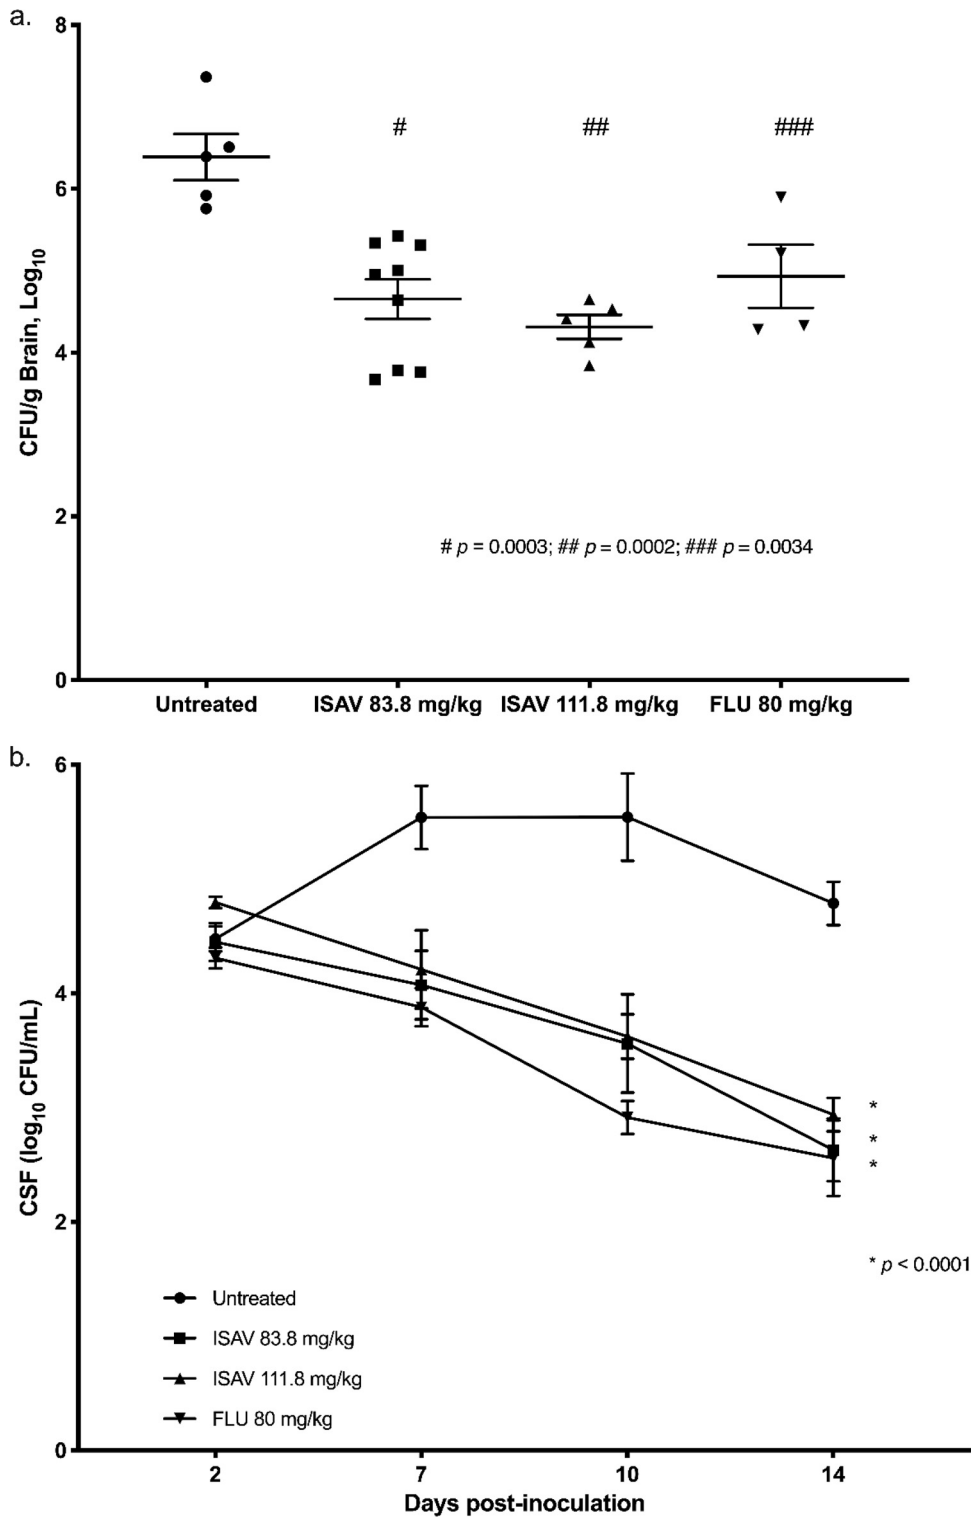 a.
8
6
4
2
0
CFU/g Brain, Log10
# ## ###
# p = 0.0003; ## p = 0.0002; ### p = 0.0034
Untreated ISAV 83.8 mg/kg ISAV 111.8 mg/kg FLU 80 mg/kg
b.
6
4
2
0
CSF (log10 CFU/mL)
*
*
*
* p < 0.0001
Untreated
ISAV 83.8 mg/kg
ISAV 111.8 mg/kg
FLU 80 mg/kg
2 7 10 14
Days post-inoculation